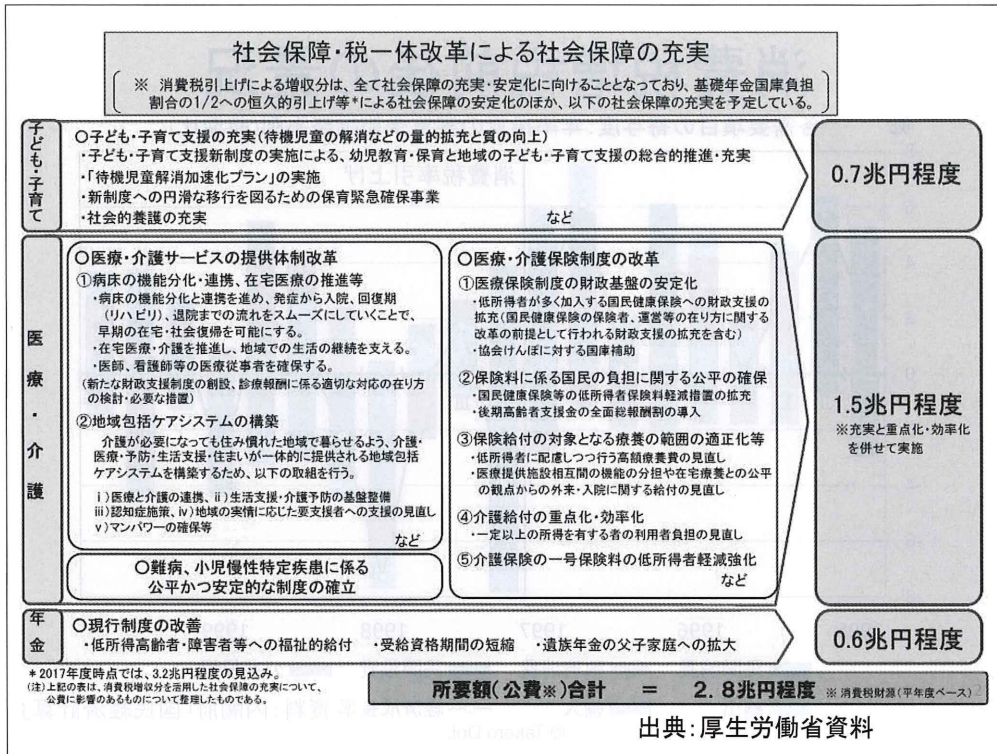 社会保障・税一体改革による社会保障の充実
※ 消費税引上げによる増収分は、全て社会保障の充実・安定化に向けることとなっており、基礎年金国庫負担
割合の1/2への恒久的引上げ等*による社会保障の安定化のほか、以下の社会保障の充実を予定している。
子ども・子育て
〇子ども・子育て支援の充実(待機児童の解消などの量的拡充と質の向上)
・子ども・子育て支援新制度の実施による、幼児教育・保育と地域の子ども・子育て支援の総合的推進・充実
・「待機児童解消加速化プラン」の実施
・新制度への円滑な移行を図るための保育緊急確保事業
・社会的養護の充実 など
0.7兆円程度
医療・介護
〇医療・介護サービスの提供体制改革
①病床の機能分化・連携、在宅医療の推進等
・病床の機能分化と連携を進め、発症から入院、回復期
(リハビリ)、退院までの流れをスムーズにしていくことで、
早期の在宅・社会復帰を可能にする。
・在宅医療・介護を推進し、地域での生活の継続を支える。
・医師、看護師等の医療従事者を確保する。
(新たな財政支援制度の創設、診療報酬に係る適切な対応の在り方
の検討・必要な措置)
②地域包括ケアシステムの構築
介護が必要になっても住み慣れた地域で暮らせるよう、介護・
医療・予防・生活支援・住まいが一体的に提供される地域包括
ケアシステムを構築するため、以下の取組を行う。
ⅰ)医療と介護の連携、ⅱ)生活支援・介護予防の基盤整備
ⅲ)認知症施策、ⅳ)地域の実情に応じた要支援者への支援の見直し
ⅴ)マンパワーの確保等
など
〇難病、小児慢性特定疾患に係る
公平かつ安定的な制度の確立
〇医療・介護保険制度の改革
①医療保険制度の財政基盤の安定化
・低所得者が多く加入する国民健康保険への財政支援の
拡充(国民健康保険の保険者、運営等の在り方に関する
改革の前提として行われる財政支援の拡充を含む)
・協会けんぽに対する国庫補助
②保険料に係る国民の負担に関する公平の確保
・国民健康保険等の低所得者保険料軽減措置の拡充
・後期高齢者支援金の全面総報酬割の導入
③保険給付の対象となる療養の範囲の適正化等
・低所得者に配慮しつつ行う高額療養費の見直し
・医療提供施設相互間の機能の分担や在宅療養との公平
の観点からの外来・入院に関する給付の見直し
④介護給付の重点化・効率化
・一定以上の所得を有する者の利用者負担の見直し
⑤介護保険の一号保険料の低所得者軽減強化
など
1.5兆円程度
※充実と重点化・効率化
を併せて実施
年金
〇現行制度の改善
・低所得高齢者・障害者等への福祉的給付 ・受給資格期間の短縮 ・遺族年金の父子家庭への拡大
0.6兆円程度
* 2017年度時点では、3.2兆円程度の見込み。
(注)上記の表は、消費税増収分を活用した社会保障の充実について、
公費に影響のあるものについて整理したものである。
所要額(公費※)合計 = 2.8兆円程度 ※ 消費税財源(平年度ベース)
出典:厚生労働省資料